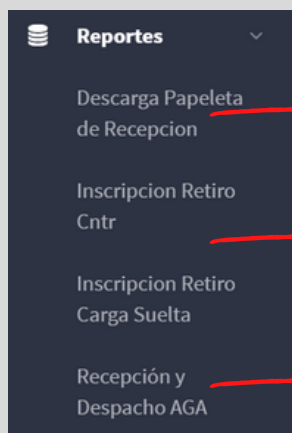 Reportes
Descarga Papeleta
de Recepcion
Inscripcion Retiro
Cntr
Inscripcion Retiro
Carga Suelta
Recepción y
Despacho AGA